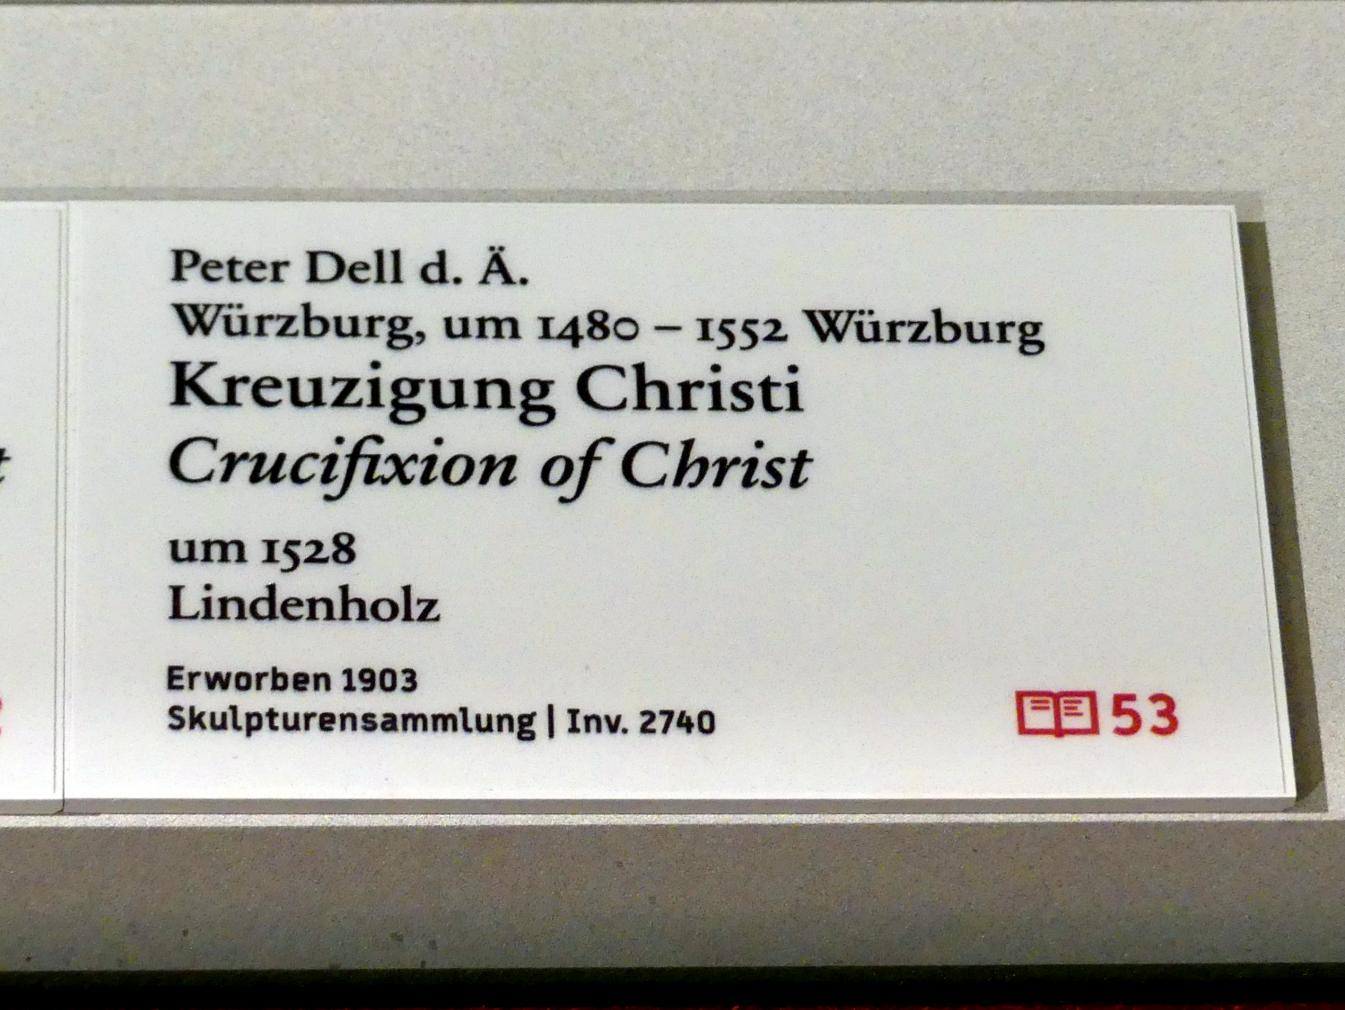 Peter Dell d. Ä.
Würzburg, um 1480 – 1552 Würzburg
Kreuzigung Christi
Crucifixion of Christ
um 1528
Lindenholz
Erworben 1903
Skulpturensammlung | Inv. 2740
53